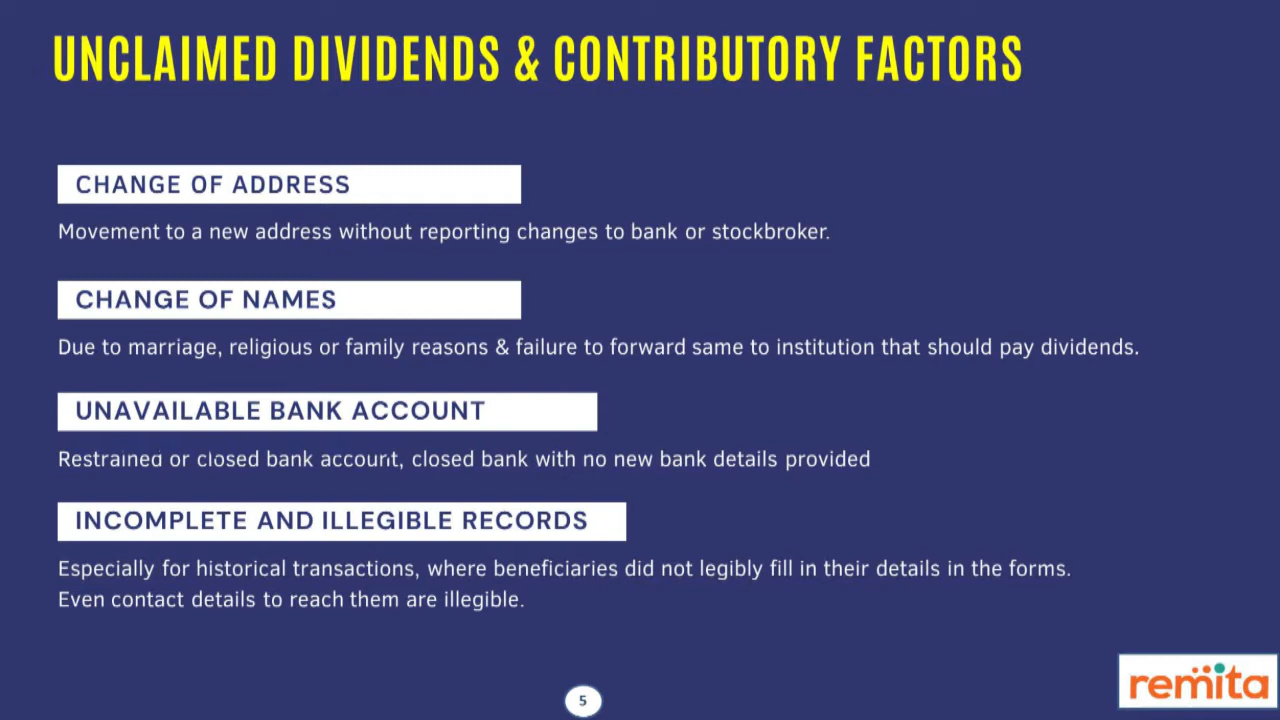 UNCLAIMED DIVIDENDS & CONTRIBUTORY FACTORS
CHANGE OF ADDRESS
Movement to a new address without reporting changes to bank or stockbroker.
CHANGE OF NAMES
Due to marriage, religious or family reasons & failure to forward same to institution that should pay dividends.
UNAVAILABLE BANK ACCOUNT
Restrained or closed bank account, closed bank with no new bank details provided
INCOMPLETE AND ILLEGIBLE RECORDS
Especially for historical transactions, where beneficiaries did not legibly fill in their details in the forms.
Even contact details to reach them are illegible.
5
remita